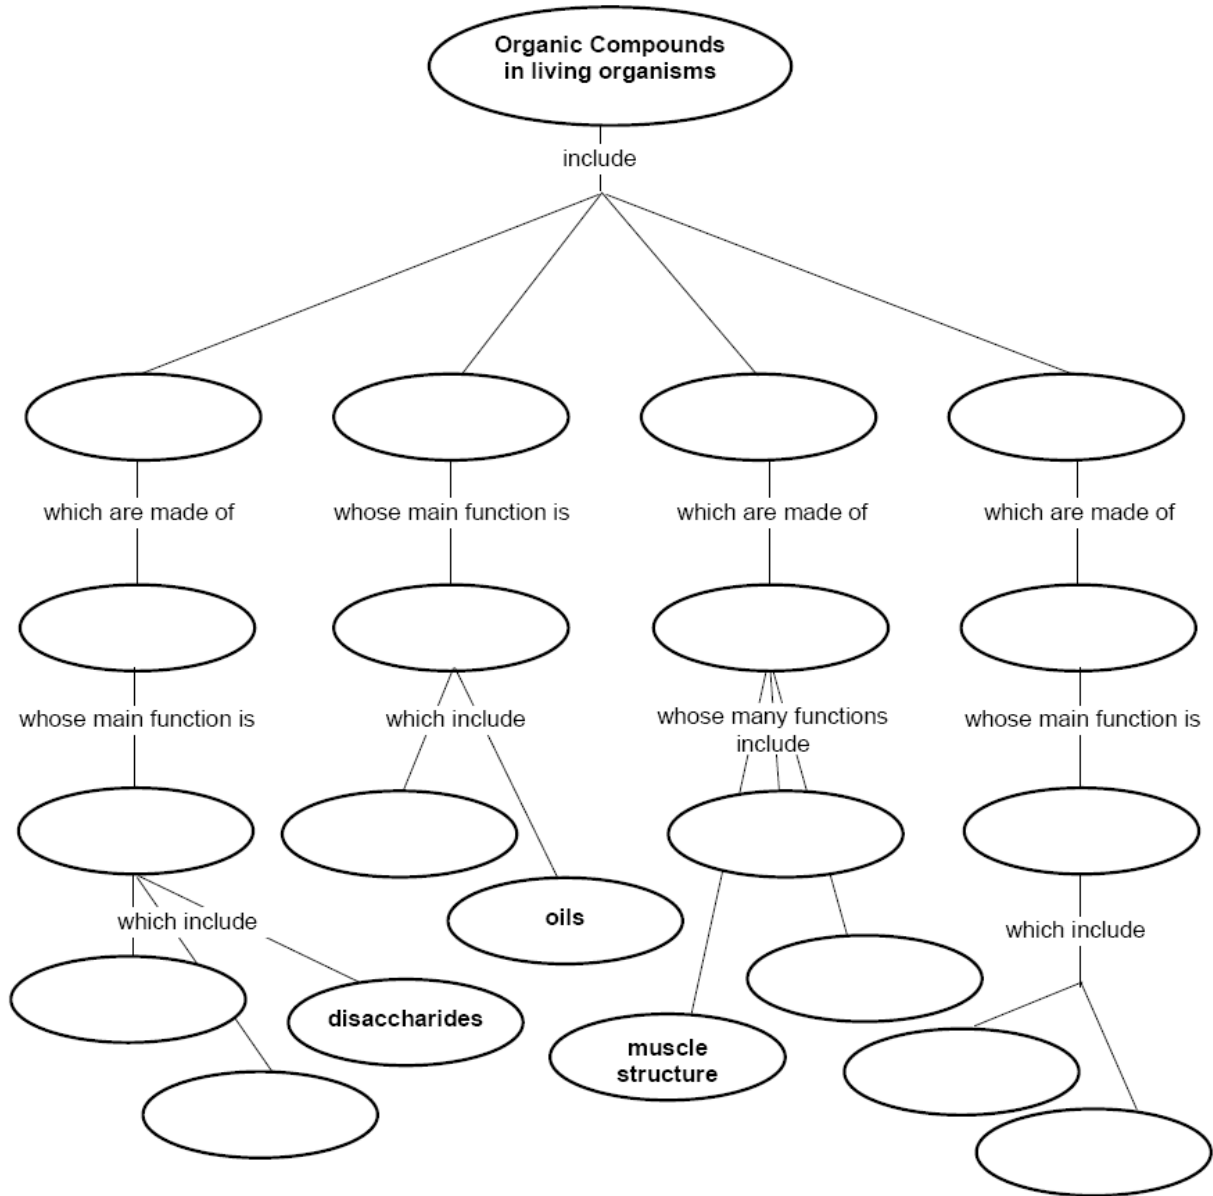 Organic Compounds
in living organisms
include
which are made of
whose main function is
which are made of
which are made of
whose main function is
which include
whose many functions
include
whose main function is
which include
oils
which include
disaccharides
muscle
structure